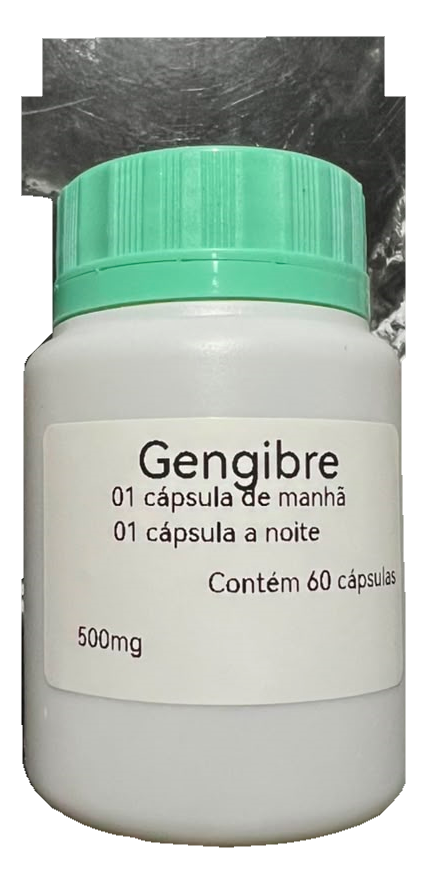 Gengibre
01 cápsula de manhã
01 cápsula a noite
Contém 60 cápsulas
500mg